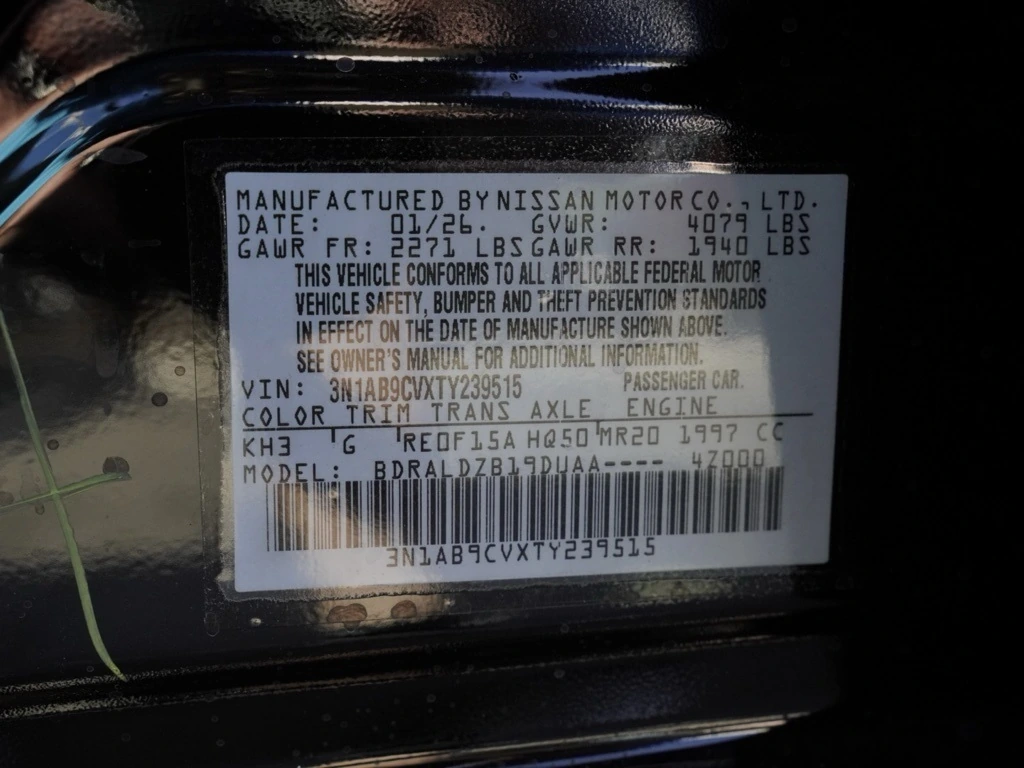 MANUFACTURED BY NISSAN MOTOR CO., LTD.
DATE: 01/26. GVWR: 4079 LBS
GAWR FR: 2271 LBS GAWR RR: 1940 LBS
THIS VEHICLE CONFORMS TO ALL APPLICABLE FEDERAL MOTOR
VEHICLE SAFETY, BUMPER AND THEFT PREVENTION STANDARDS
IN EFFECT ON THE DATE OF MANUFACTURE SHOWN ABOVE.
SEE OWNER'S MANUAL FOR ADDITIONAL INFORMATION.
VIN: 3N1AB9CVXTY239515 PASSENGER CAR.
COLOR TRIM TRANS AXLE ENGINE
KH3 G RE0F15A HQ50 MR20 1997 CC
MODEL: BDRALDZB19DUAA---- 4Z000
3N1AB9CVXTY239515